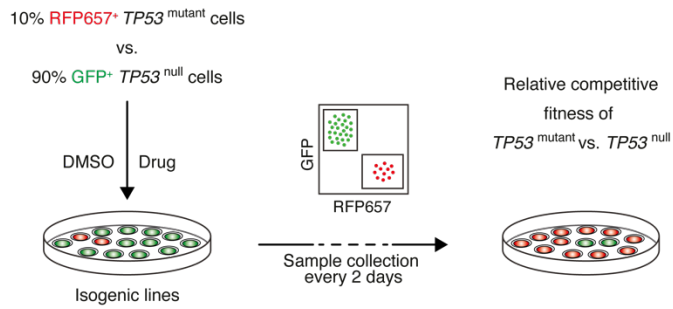 10% RFP657+ TP53 mutant cells
vs.
90% GFP+ TP53 null cells
DMSO Drug
Isogenic lines
GFP
RFP657
Sample collection
every 2 days
Relative competitive
fitness of
TP53 mutant vs. TP53 null